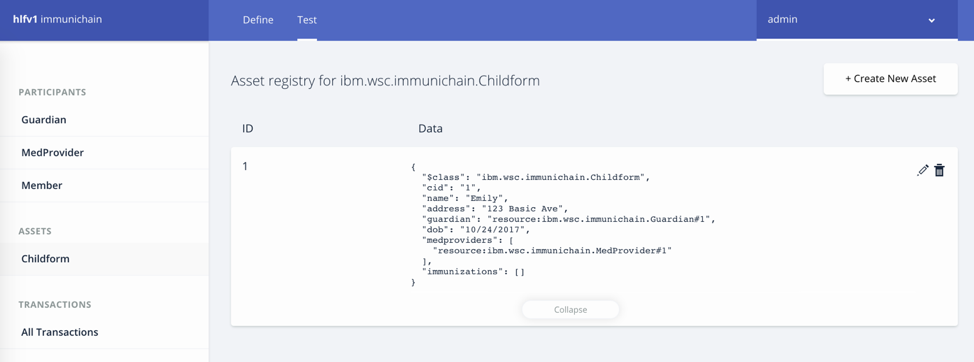 hlfv1 immunichain
Define
Test
admin
PARTICIPANTS
Guardian
MedProvider
Member
ASSETS
Childform
TRANSACTIONS
All Transactions
Asset registry for ibm.wsc.immunichain.Childform
+ Create New Asset
ID
Data
1
{
  "$class": "ibm.wsc.immunichain.Childform",
  "cid": "1",
  "name": "Emily",
  "address": "123 Basic Ave",
  "guardian": "resource:ibm.wsc.immunichain.Guardian#1",
  "dob": "10/24/2017",
  "medproviders": [
    "resource:ibm.wsc.immunichain.MedProvider#1"
  ],
  "immunizations": []
}
Collapse